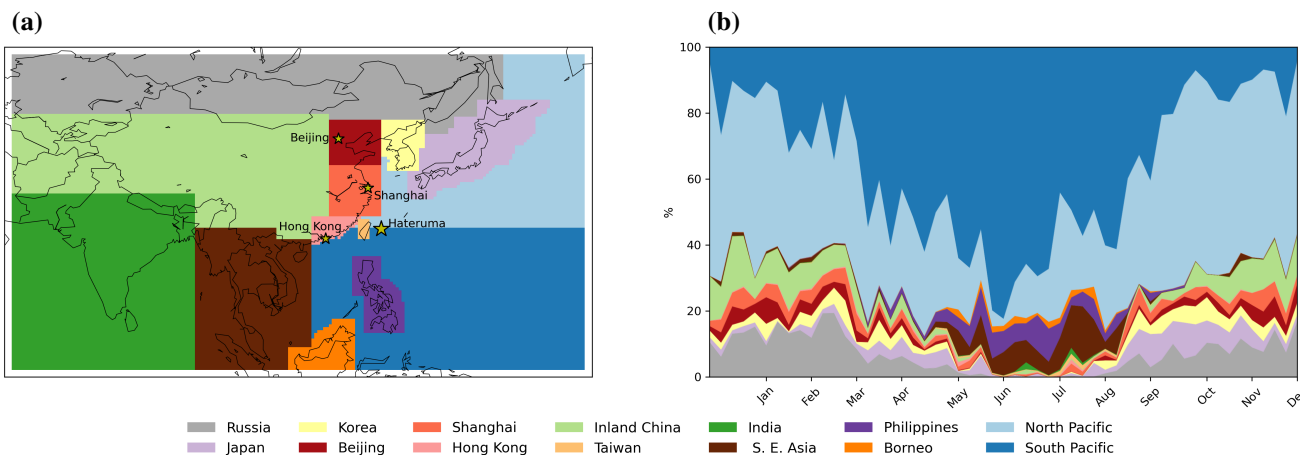 (a)
(b)
Beijing
Shanghai
Hong Kong
Hateruma
%
100
80
60
40
20
0
Jan
Feb
Mar
Apr
May
Jun
Jul
Aug
Sep
Oct
Nov
De
Russia
Korea
Shanghai
Inland China
India
Philippines
North Pacific
Japan
Beijing
Hong Kong
Taiwan
S. E. Asia
Borneo
South Pacific